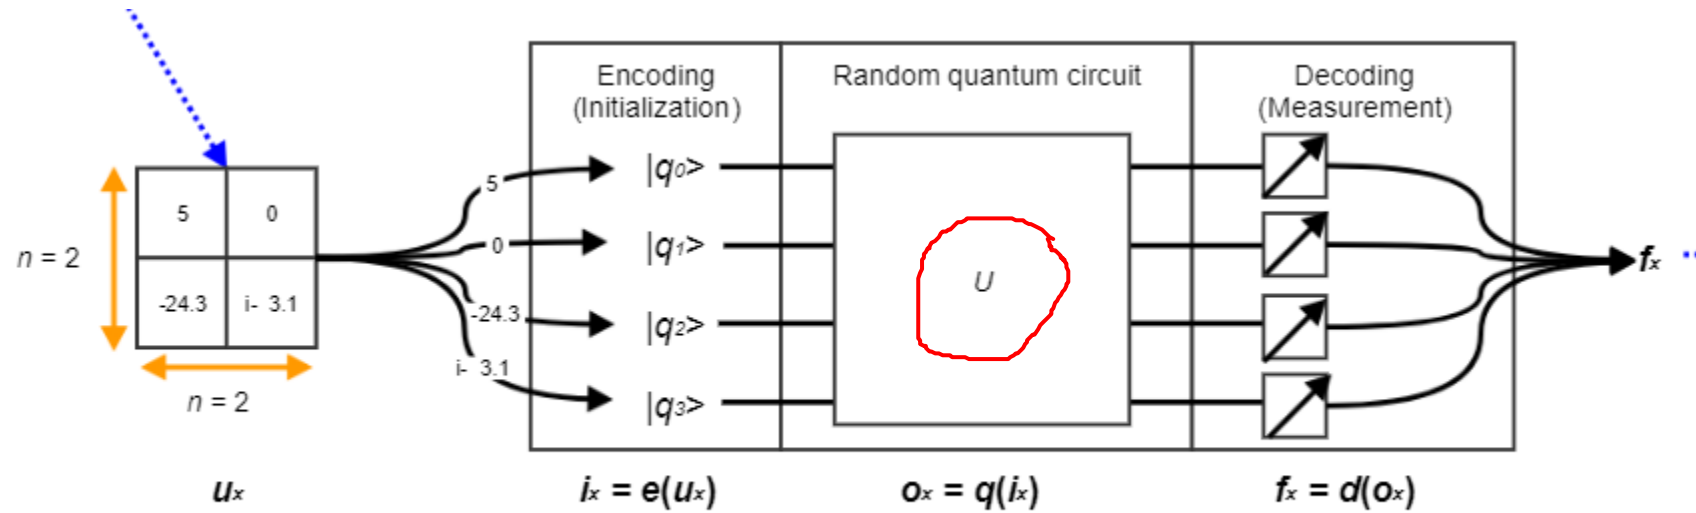 Encoding
(Initialization)
Random quantum circuit
Decoding
(Measurement)
5
0
-24.3
i- 3.1
n = 2
n = 2
5
0
-24.3
i- 3.1
|q0>
|q1>
|q2>
|q3>
U
fx
ux
ix = e(ux)
ox = q(ix)
fx = d(ox)